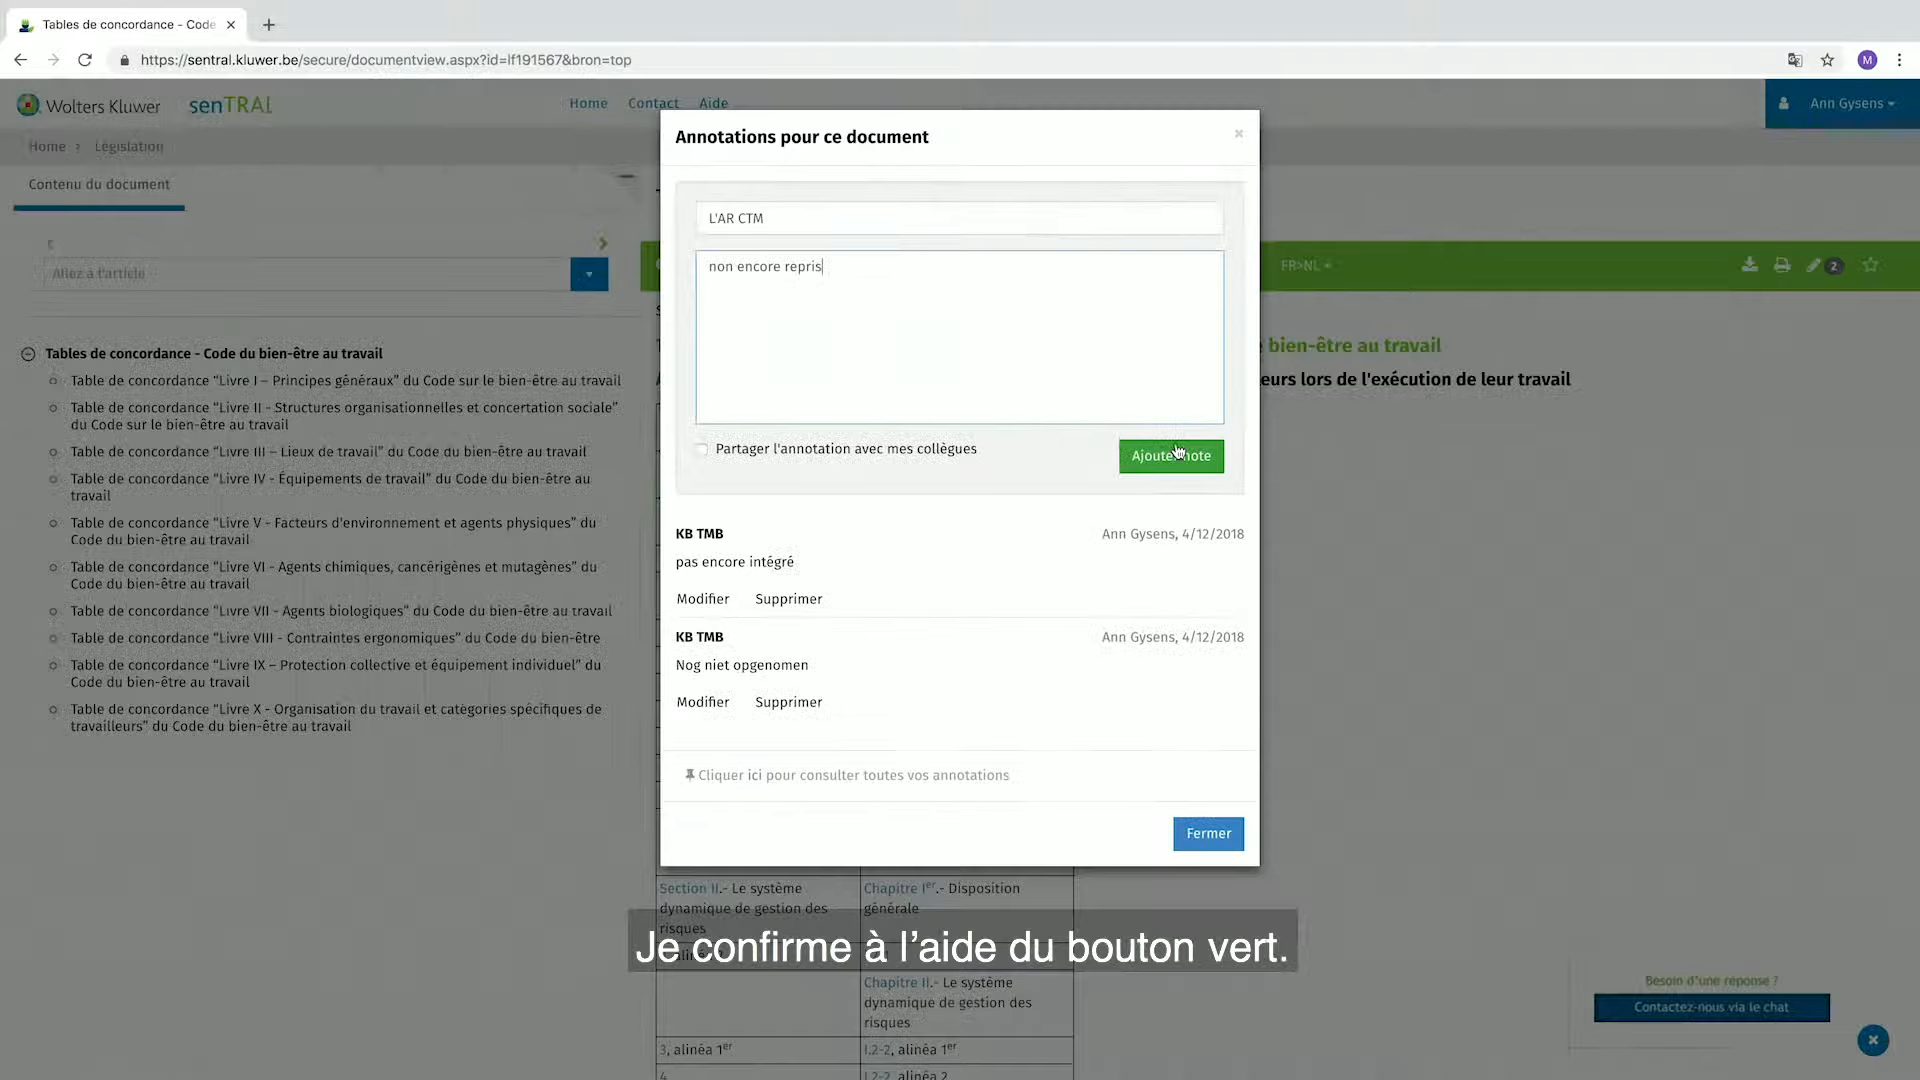 Tables de concordance - Code
https://sentral.kluwer.be/secure/documentview.aspx?id=lf191567&bron=top
M
Wolters Kluwer
senTRAL
Home
Contact
Aide
Ann Gysens
Home
Législation
Contenu du document
Allez à l'article
Tables de concordance - Code du bien-être au travail
Table de concordance “Livre I – Principes généraux” du Code sur le bien-être au travail
Table de concordance “Livre II - Structures organisationnelles et concertation sociale”
du Code sur le bien-être au travail
Table de concordance “Livre III – Lieux de travail” du Code du bien-être au travail
Table de concordance “Livre IV - Équipements de travail” du Code du bien-être au
travail
Table de concordance “Livre V - Facteurs d'environnement et agents physiques” du
Code du bien-être au travail
Table de concordance “Livre VI - Agents chimiques, cancérigènes et mutagènes” du
Code du bien-être au travail
Table de concordance “Livre VII - Agents biologiques” du Code du bien-être au travail
Table de concordance “Livre VIII - Contraintes ergonomiques” du Code du bien-être
Table de concordance “Livre IX – Protection collective et équipement individuel” du
Code du bien-être au travail
Table de concordance “Livre X - Organisation du travail et catégories spécifiques de
travailleurs” du Code du bien-être au travail
Annotations pour ce document
L'AR CTM
non encore repris
Partager l'annotation avec mes collègues
Ajouter note
KB TMB
Ann Gysens, 4/12/2018
pas encore intégré
Modifier
Supprimer
KB TMB
Ann Gysens, 4/12/2018
Nog niet opgenomen
Modifier
Supprimer
Cliquer ici pour consulter toutes vos annotations
Fermer
FR>NL
2
bien-être au travail
eurs lors de l'exécution de leur travail
Section II.- Le système
dynamique de gestion des
risques
Chapitre Ier.- Disposition
générale
Chapitre II.- Le système
dynamique de gestion des
risques
3, alinéa 1er
I.2-2, alinéa 1er
4
I.2-2, alinéa 2
Je confirme à l’aide du bouton vert.
Besoin d'une réponse ?
Contactez-nous via le chat